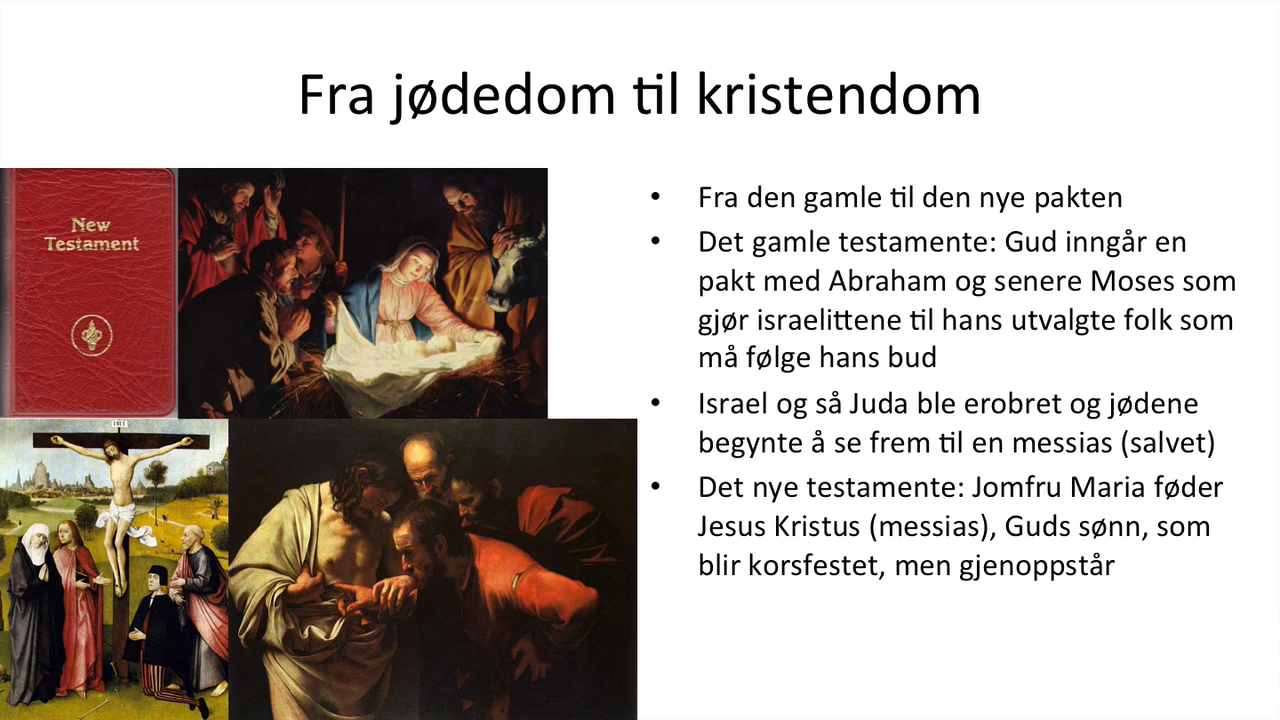 Fra jødedom til kristendom
New
Testament
• Fra den gamle til den nye pakten
• Det gamle testamente: Gud inngår en
pakt med Abraham og senere Moses som
gjør israelittene til hans utvalgte folk som
må følge hans bud
• Israel og så Juda ble erobret og jødene
begynte å se frem til en messias (salvet)
• Det nye testamente: Jomfru Maria føder
Jesus Kristus (messias), Guds sønn, som
blir korsfestet, men gjenoppstår